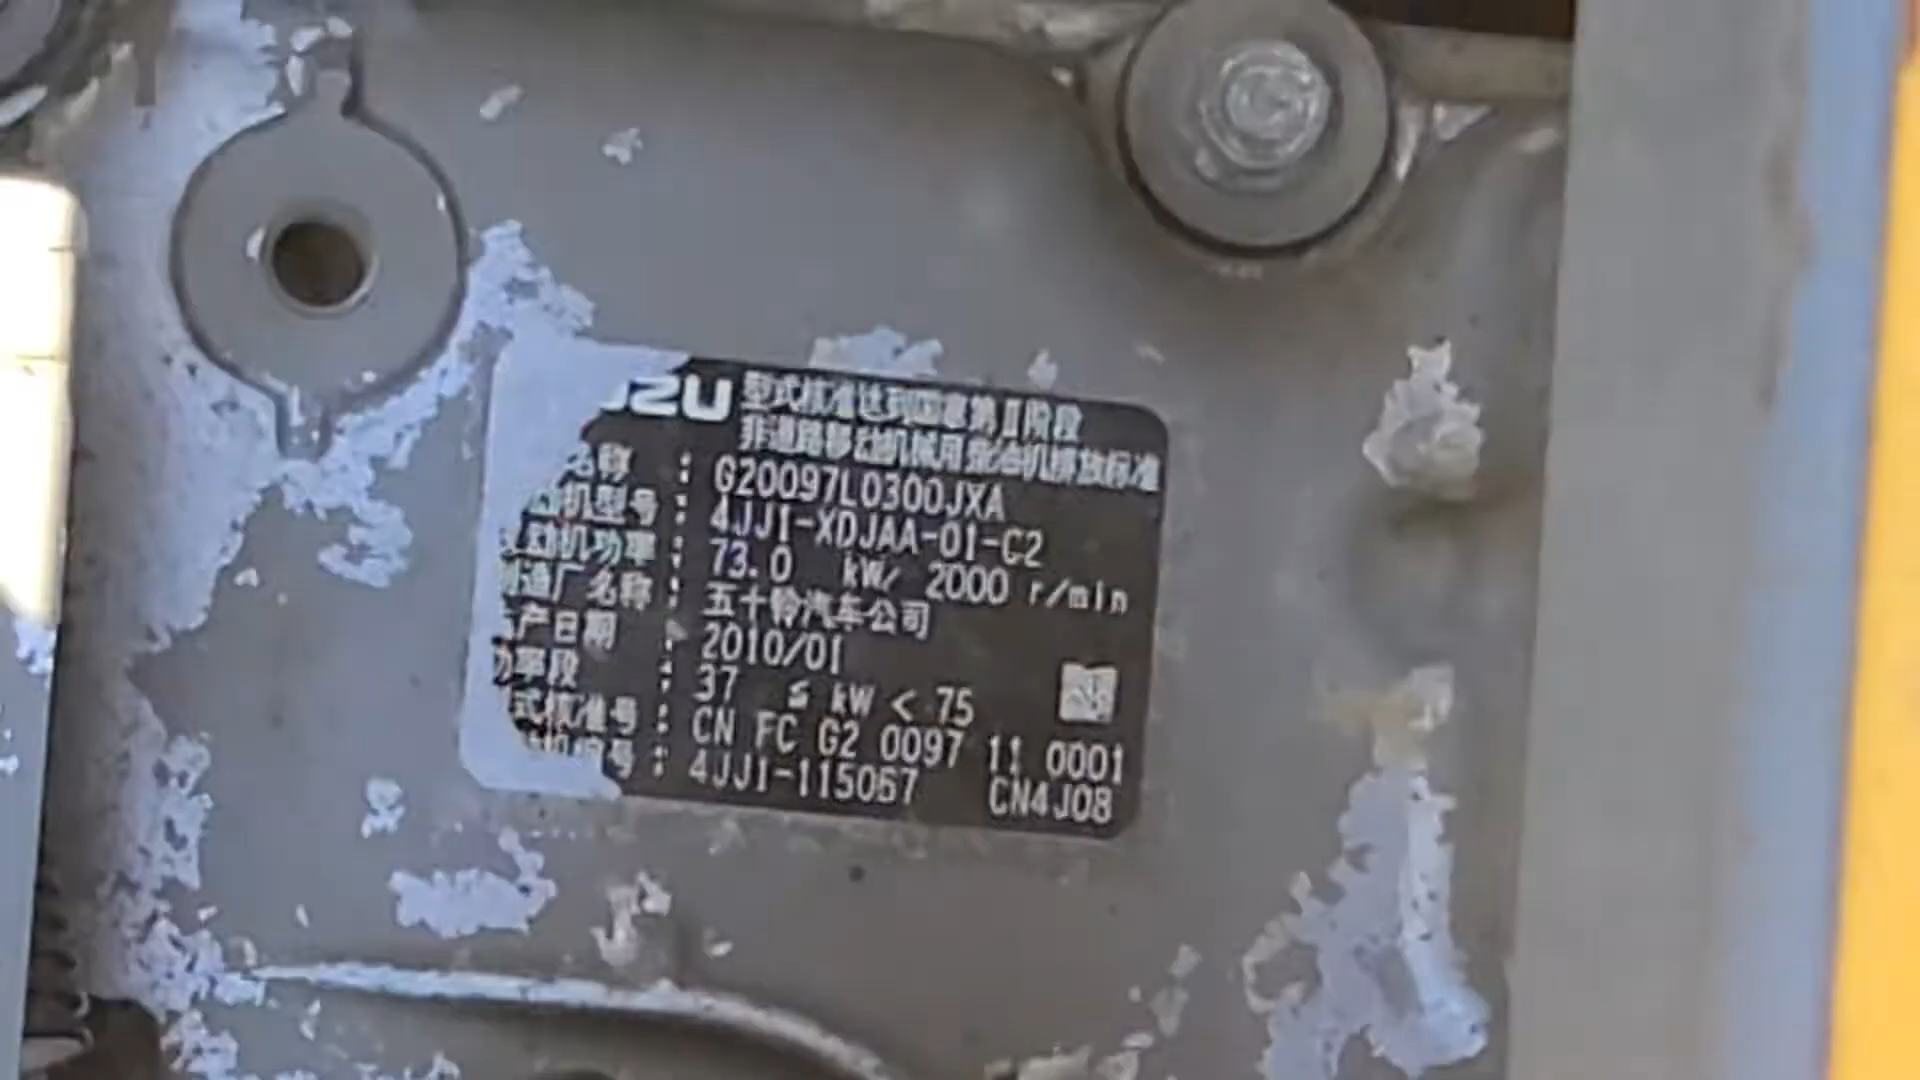 UZU 型式核准达到国家第Ⅱ阶段
非道路移动机械用柴油机排放标准
名称 : G20097L0300JXA
动机型号 : 4JJ1-XDJAA-01-C2
发动机功率 : 73.0 kW/ 2000 r/min
制造厂名称 : 五十铃汽车公司
生产日期 : 2010/01
功率段 : 37 ≤ kW < 75
式核准号 : CN FC G2 0097 11 0001
机编号 : 4JJ1-115067 CN4J08